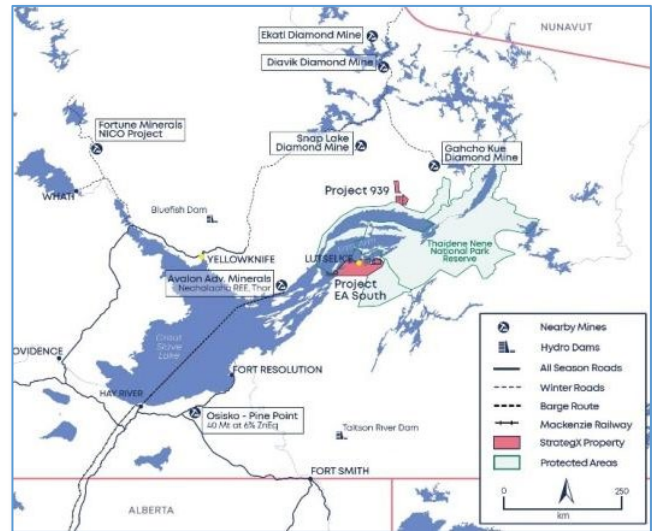 NUNAVUT
Ekati Diamond Mine
Diavik Diamond Mine
Fortune Minerals
NICO Project
Snap Lake
Diamond Mine
Gahcho Kue
Diamond Mine
WHATI
Project 939
Bluefish Dam
YELLOWKNIFE
LUTSELK'E
Thaidene Nene
National Park
Reserve
Avalon Adv. Minerals
Nechalacho REE, Thor
Project
EA South
Great
Slave
Lake
ROVIDENCE
FORT RESOLUTION
HAY RIVER
Osisko - Pine Point
40 Mt at 6% ZnEq
Taltson River Dam
FORT SMITH
ALBERTA
Nearby Mines
Hydro Dams
All Season Roads
Winter Roads
Barge Route
Mackenzie Railway
StrategX Property
Protected Areas
0
250
km